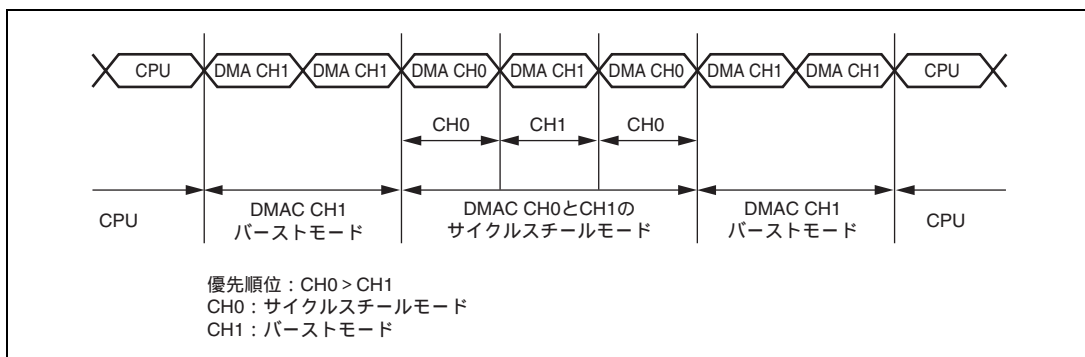 CPU DMA CH1 DMA CH1 DMA CH0 DMA CH1 DMA CH0 DMA CH1 DMA CH1 CPU
CH0 CH1 CH0
CPU
DMAC CH1
バーストモード
DMAC CH0とCH1の
サイクルスチールモード
DMAC CH1
バーストモード
CPU
優先順位：CH0＞CH1
CH0：サイクルスチールモード
CH1：バーストモード